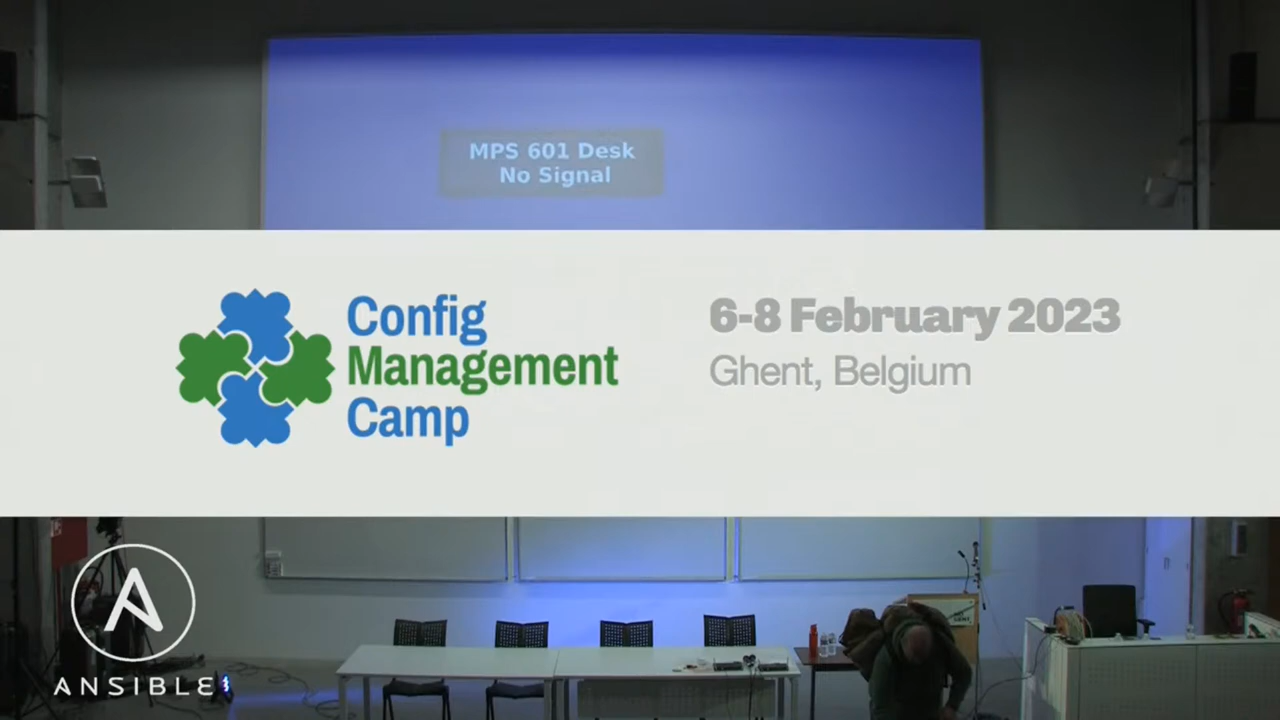 MPS 601 Desk
No Signal
Config
Management
Camp
6-8 February 2023
Ghent, Belgium
ANSIBLE